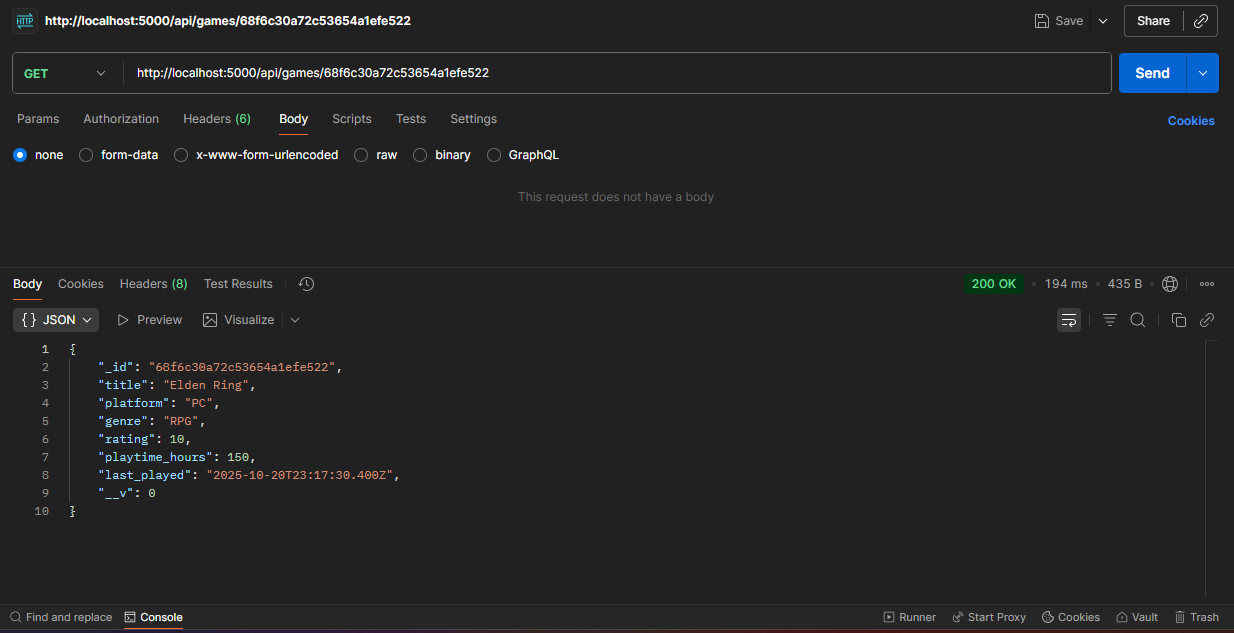 HTTP http://localhost:5000/api/games/68f6c30a72c53654a1efe522 Save Share
GET http://localhost:5000/api/games/68f6c30a72c53654a1efe522 Send
Params Authorization Headers (6) Body Scripts Tests Settings Cookies
none form-data x-www-form-urlencoded raw binary GraphQL
This request does not have a body
Body Cookies Headers (8) Test Results 200 OK • 194 ms • 435 B •
{} JSON Preview Visualize
1 {
2 "_id": "68f6c30a72c53654a1efe522",
3 "title": "Elden Ring",
4 "platform": "PC",
5 "genre": "RPG",
6 "rating": 10,
7 "playtime_hours": 150,
8 "last_played": "2025-10-20T23:17:30.400Z",
9 "__v": 0
10 }
Find and replace Console Runner Start Proxy Cookies Vault Trash